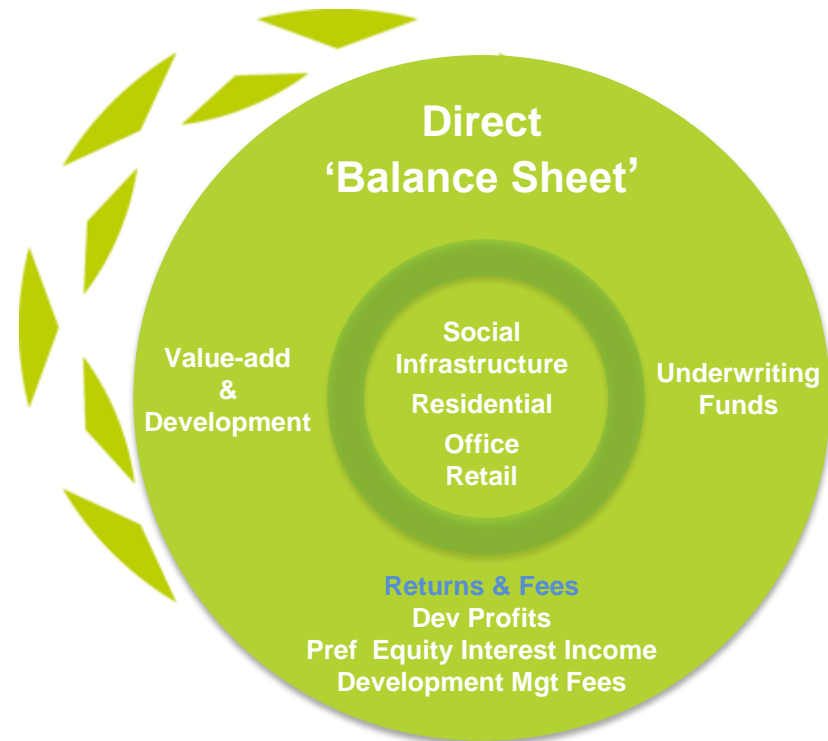 Direct
‘Balance Sheet’
Value-add
&
Development
Social
Infrastructure
Residential
Office
Retail
Underwriting
Funds
Returns & Fees
Dev Profits
Pref  Equity Interest Income
Development Mgt Fees